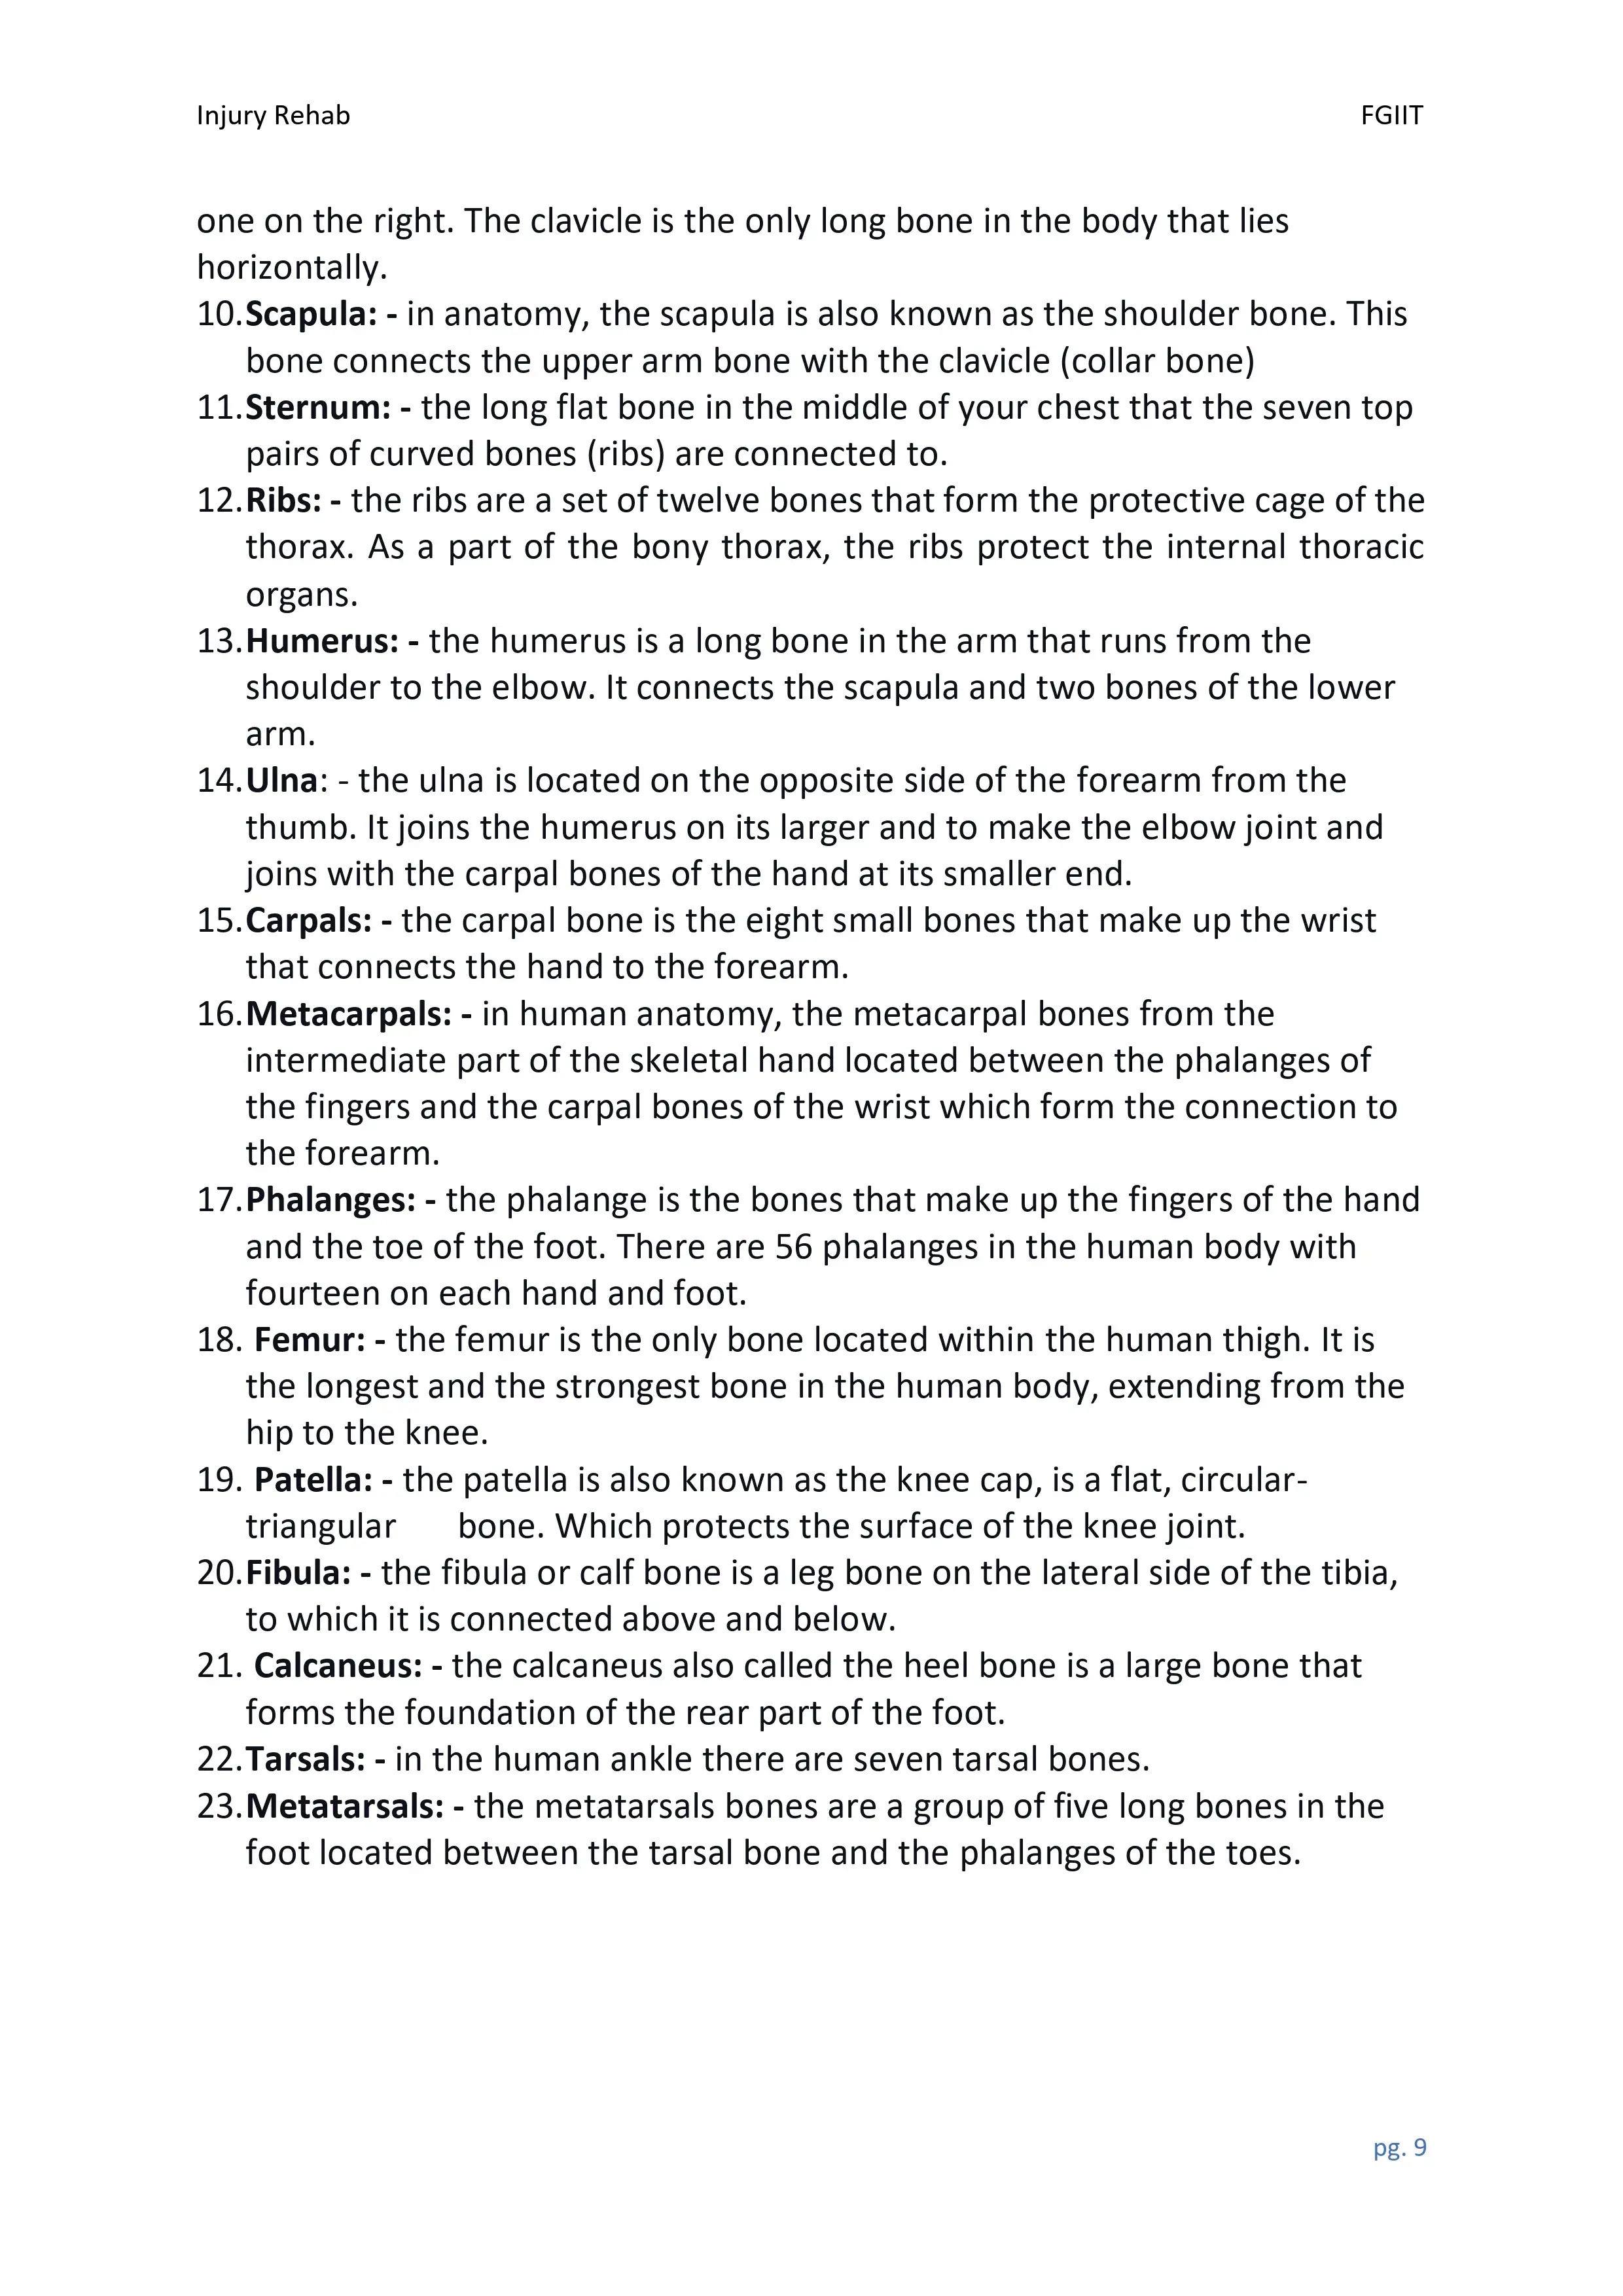 Injury Rehab FGIIT
one on the right. The clavicle is the only long bone in the body that lies
horizontally.
10.Scapula: - in anatomy, the scapula is also known as the shoulder bone. This
bone connects the upper arm bone with the clavicle (collar bone)
11.Sternum: - the long flat bone in the middle of your chest that the seven top
pairs of curved bones (ribs) are connected to.
12.Ribs: - the ribs are a set of twelve bones that form the protective cage of the
thorax. As a part of the bony thorax, the ribs protect the internal thoracic
organs.
13.Humerus: - the humerus is a long bone in the arm that runs from the
shoulder to the elbow. It connects the scapula and two bones of the lower
arm.
14.Ulna: - the ulna is located on the opposite side of the forearm from the
thumb. It joins the humerus on its larger and to make the elbow joint and
joins with the carpal bones of the hand at its smaller end.
15.Carpals: - the carpal bone is the eight small bones that make up the wrist
that connects the hand to the forearm.
16.Metacarpals: - in human anatomy, the metacarpal bones from the
intermediate part of the skeletal hand located between the phalanges of
the fingers and the carpal bones of the wrist which form the connection to
the forearm.
17.Phalanges: - the phalange is the bones that make up the fingers of the hand
and the toe of the foot. There are 56 phalanges in the human body with
fourteen on each hand and foot.
18. Femur: - the femur is the only bone located within the human thigh. It is
the longest and the strongest bone in the human body, extending from the
hip to the knee.
19. Patella: - the patella is also known as the knee cap, is a flat, circular-
triangular bone. Which protects the surface of the knee joint.
20.Fibula: - the fibula or calf bone is a leg bone on the lateral side of the tibia,
to which it is connected above and below.
21. Calcaneus: - the calcaneus also called the heel bone is a large bone that
forms the foundation of the rear part of the foot.
22.Tarsals: - in the human ankle there are seven tarsal bones.
23.Metatarsals: - the metatarsals bones are a group of five long bones in the
foot located between the tarsal bone and the phalanges of the toes.
pg. 9